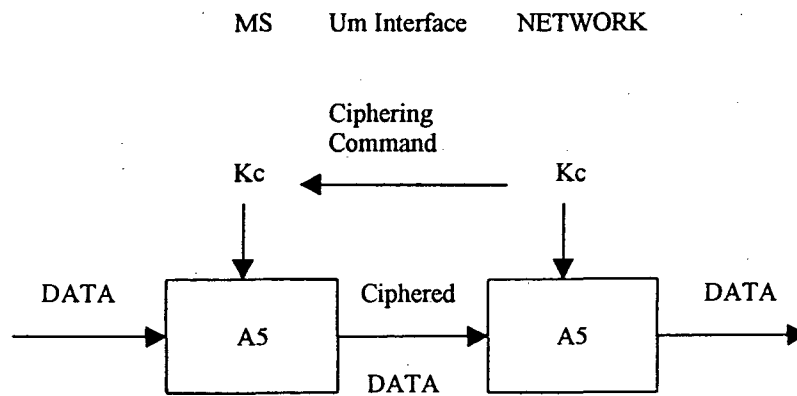 MS Um Interface NETWORK
Ciphering
Command
Kc Kc
DATA Ciphered DATA
A5 A5
DATA